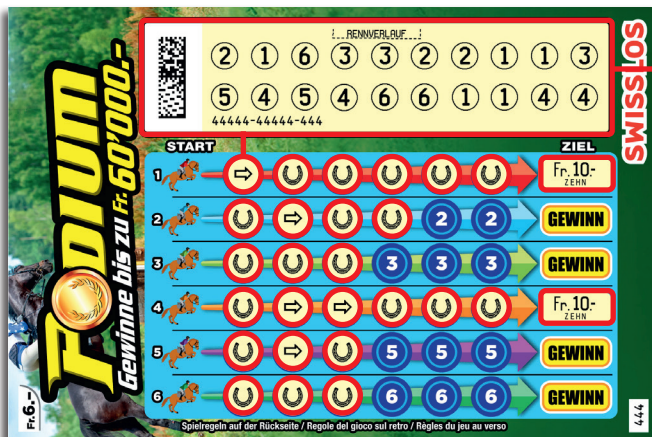 RENNVERLAUF
2 1 6 3 3 2 2 1 1 3
5 4 5 4 6 6 1 1 4 4
44444-44444-444
SWISSLOS
PODIUM
Gewinne bis zu Fr. 60'000.-
Fr. 6.-
START ZIEL
1 Fr. 10.-
ZEHN
2 2 2 GEWINN
3 3 3 3 GEWINN
4 Fr. 10.-
ZEHN
5 5 5 5 GEWINN
6 6 6 6 GEWINN
Spielregeln auf der Rückseite / Regole del gioco sul retro / Règles du jeu au verso
444